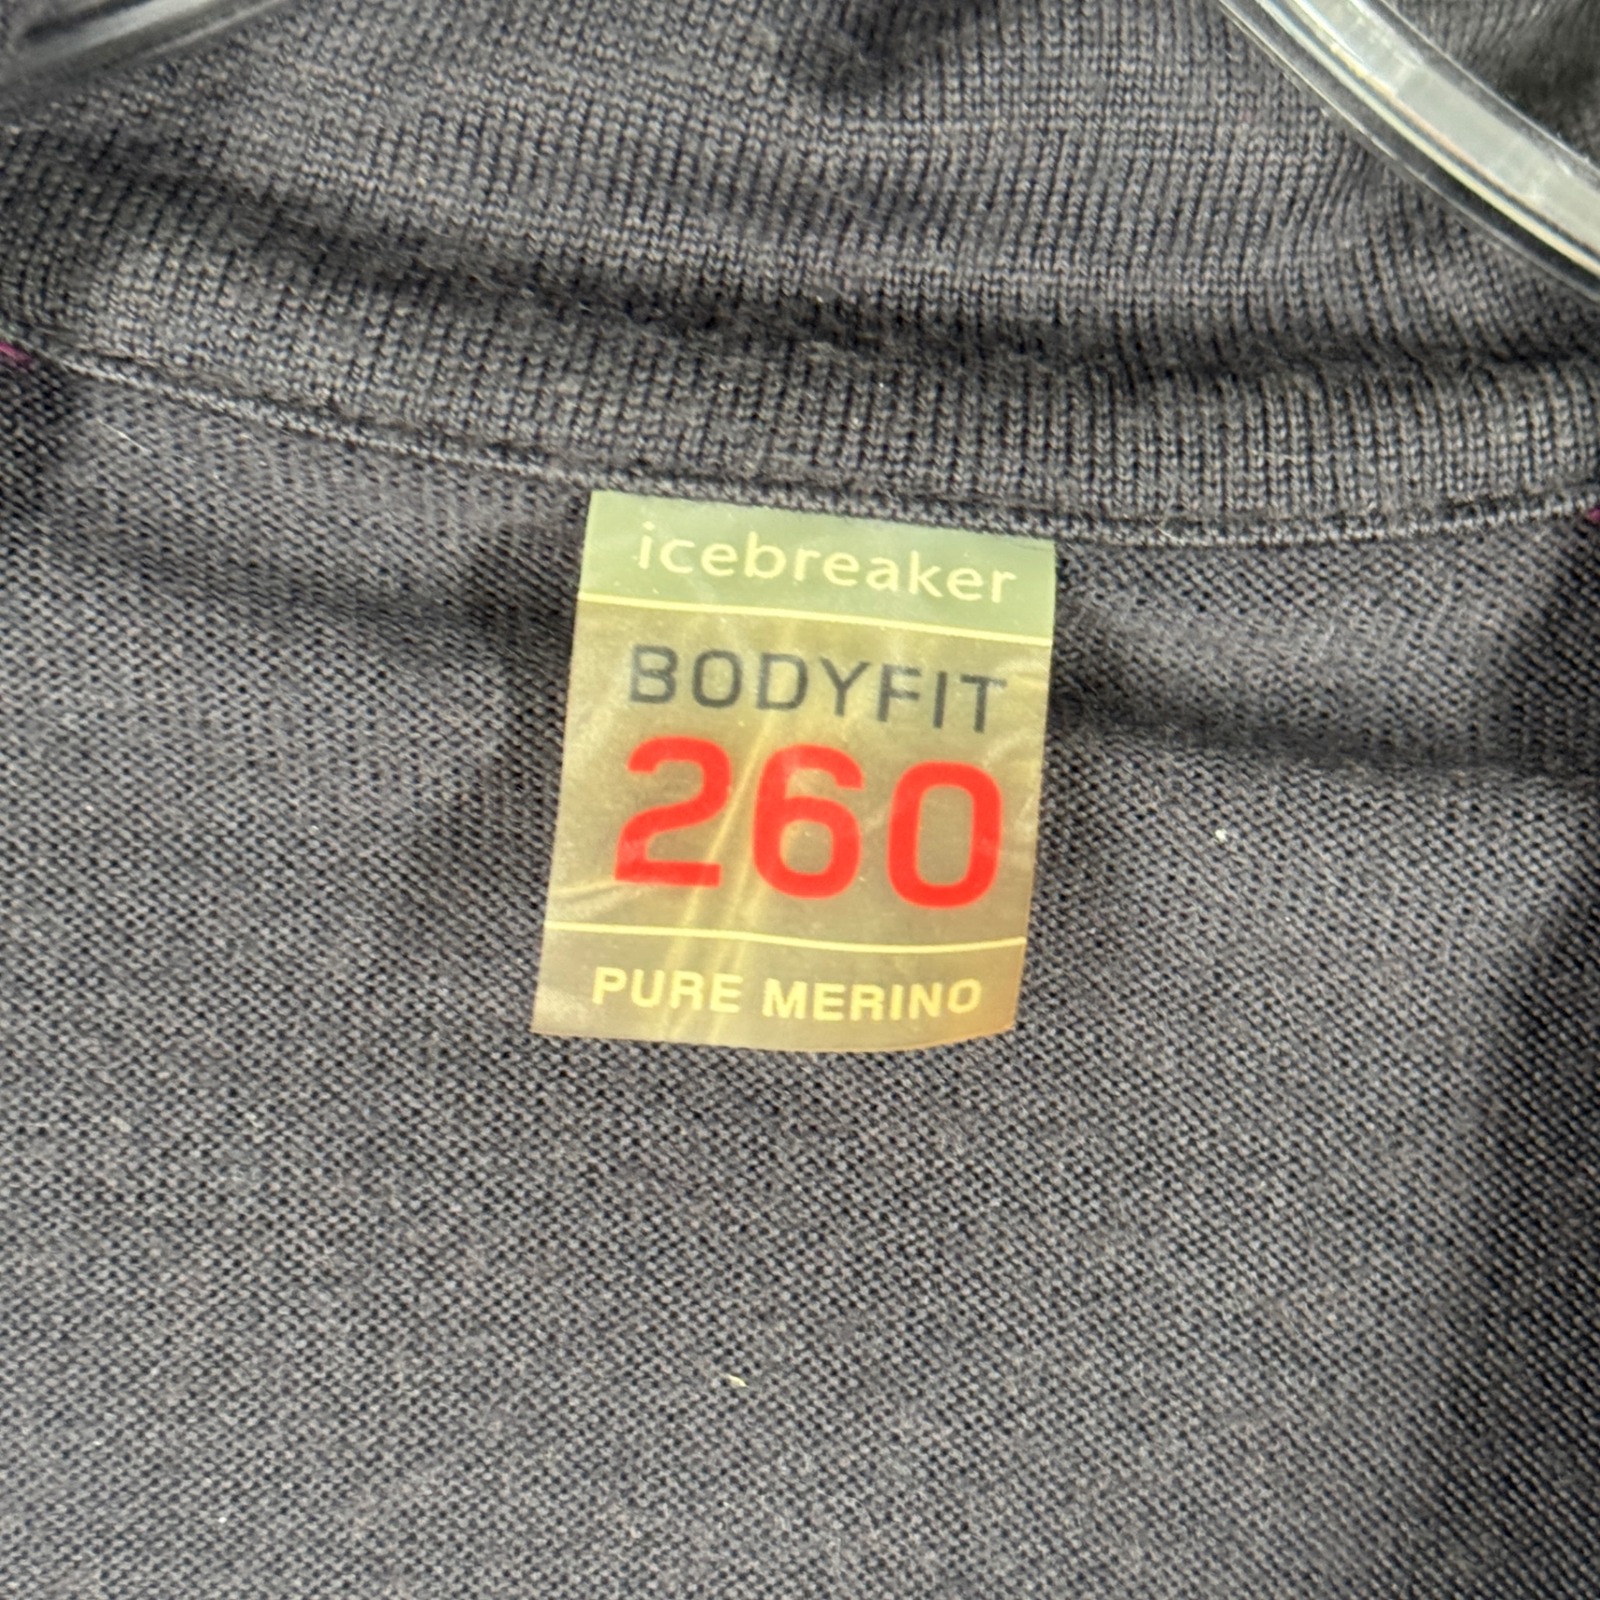 icebreaker
BODYFIT
260
PURE MERINO